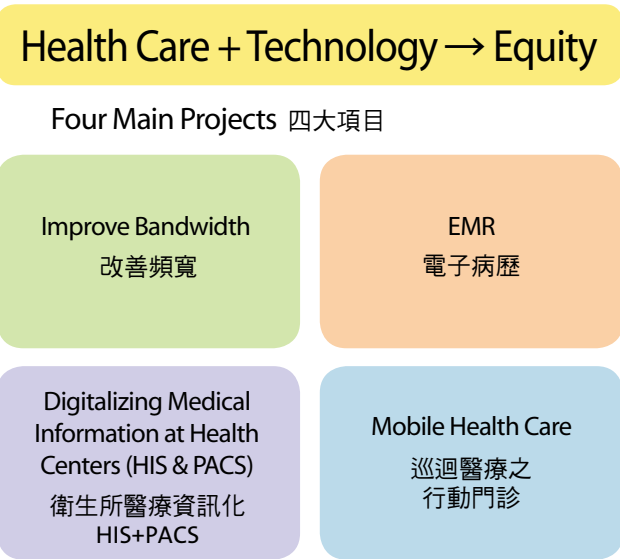 Health Care + Technology → Equity
Four Main Projects 四大項目
Improve Bandwidth
改善頻寬
EMR
電子病歷
Digitalizing Medical
Information at Health
Centers (HIS & PACS)
衛生所醫療資訊化
HIS+PACS
Mobile Health Care
巡迴醫療之
行動門診